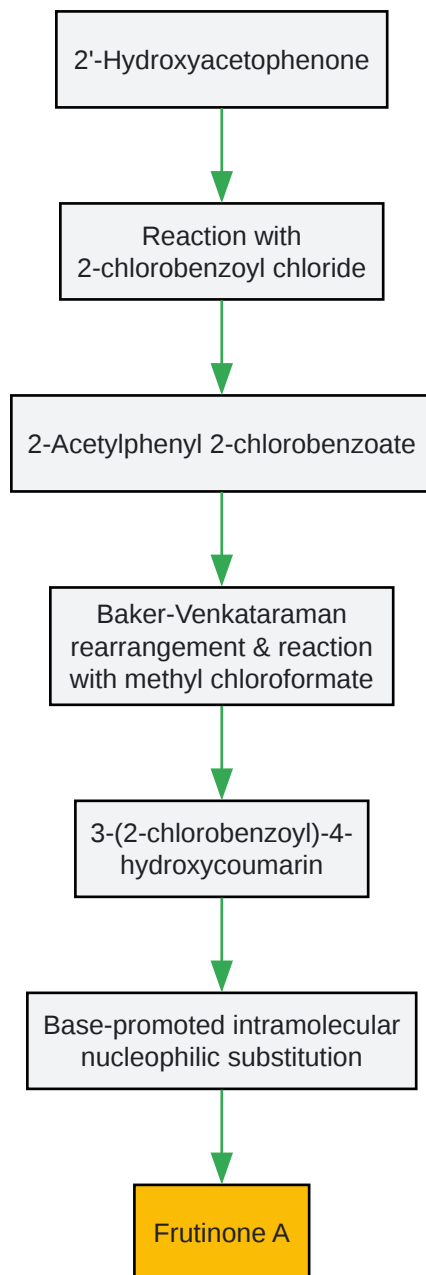 2'-Hydroxyacetophenone
Reaction with
2-chlorobenzoyl chloride
2-Acetylphenyl 2-chlorobenzoate
Baker-Venkataraman
rearrangement & reaction
with methyl chloroformate
3-(2-chlorobenzoyl)-4-
hydroxycoumarin
Base-promoted intramolecular
nucleophilic substitution
Frutinone A